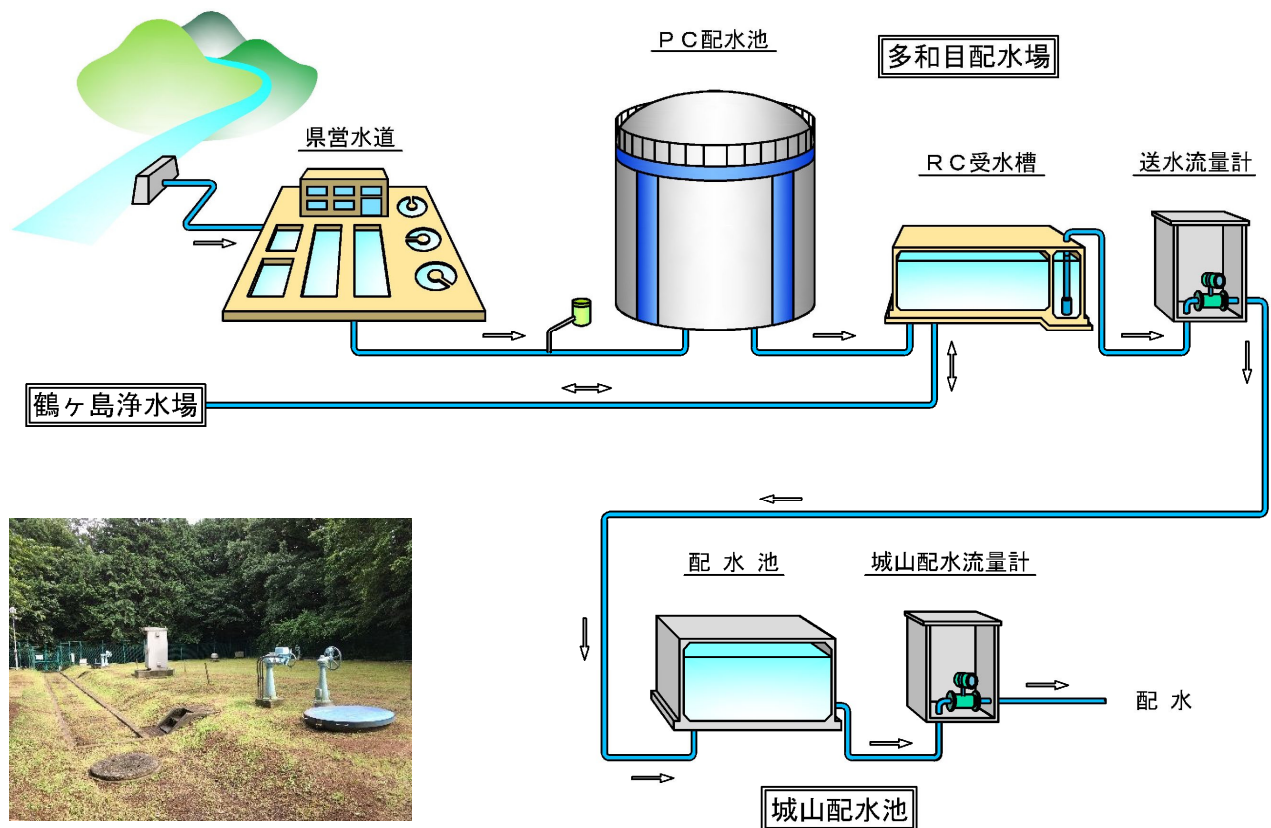 PC配水池
多和目配水場
県営水道
RC受水槽
送水流量計
鶴ヶ島浄水場
配水池
城山配水流量計
配水
城山配水池